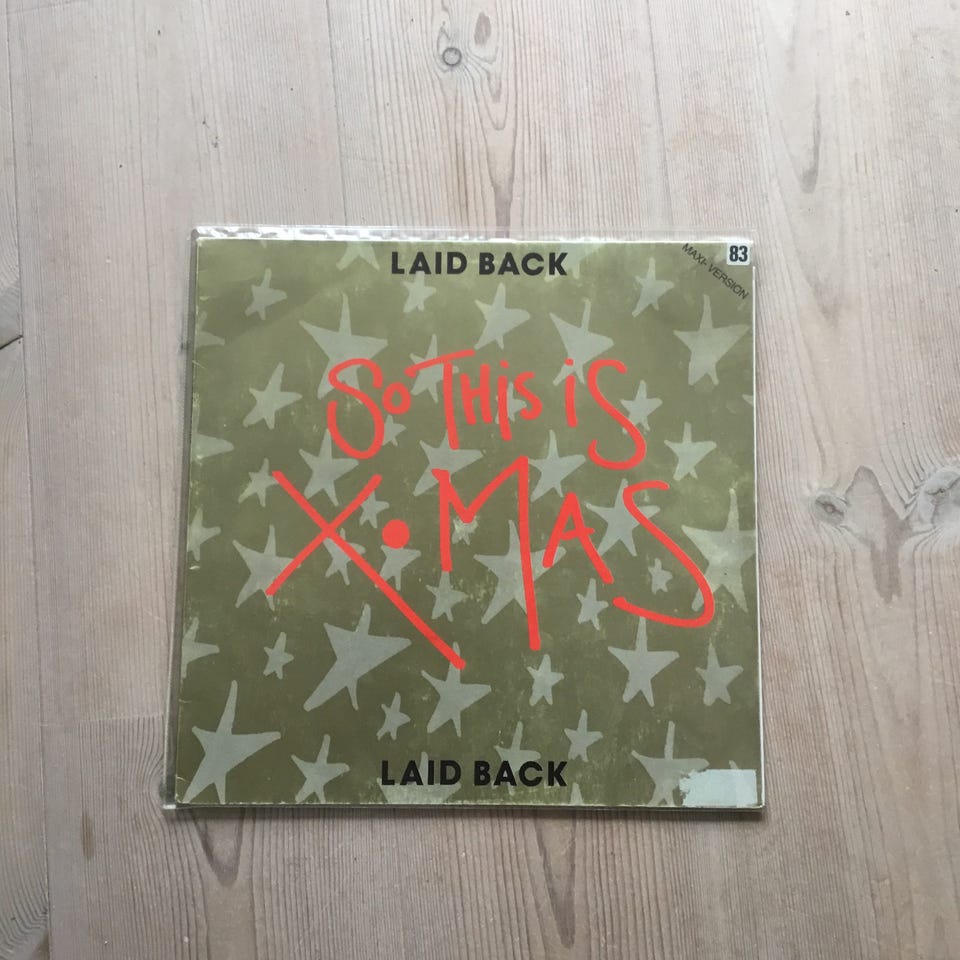 LAID BACK
83
MAXI-VERSION
So THis is
X•MAS
LAID BACK